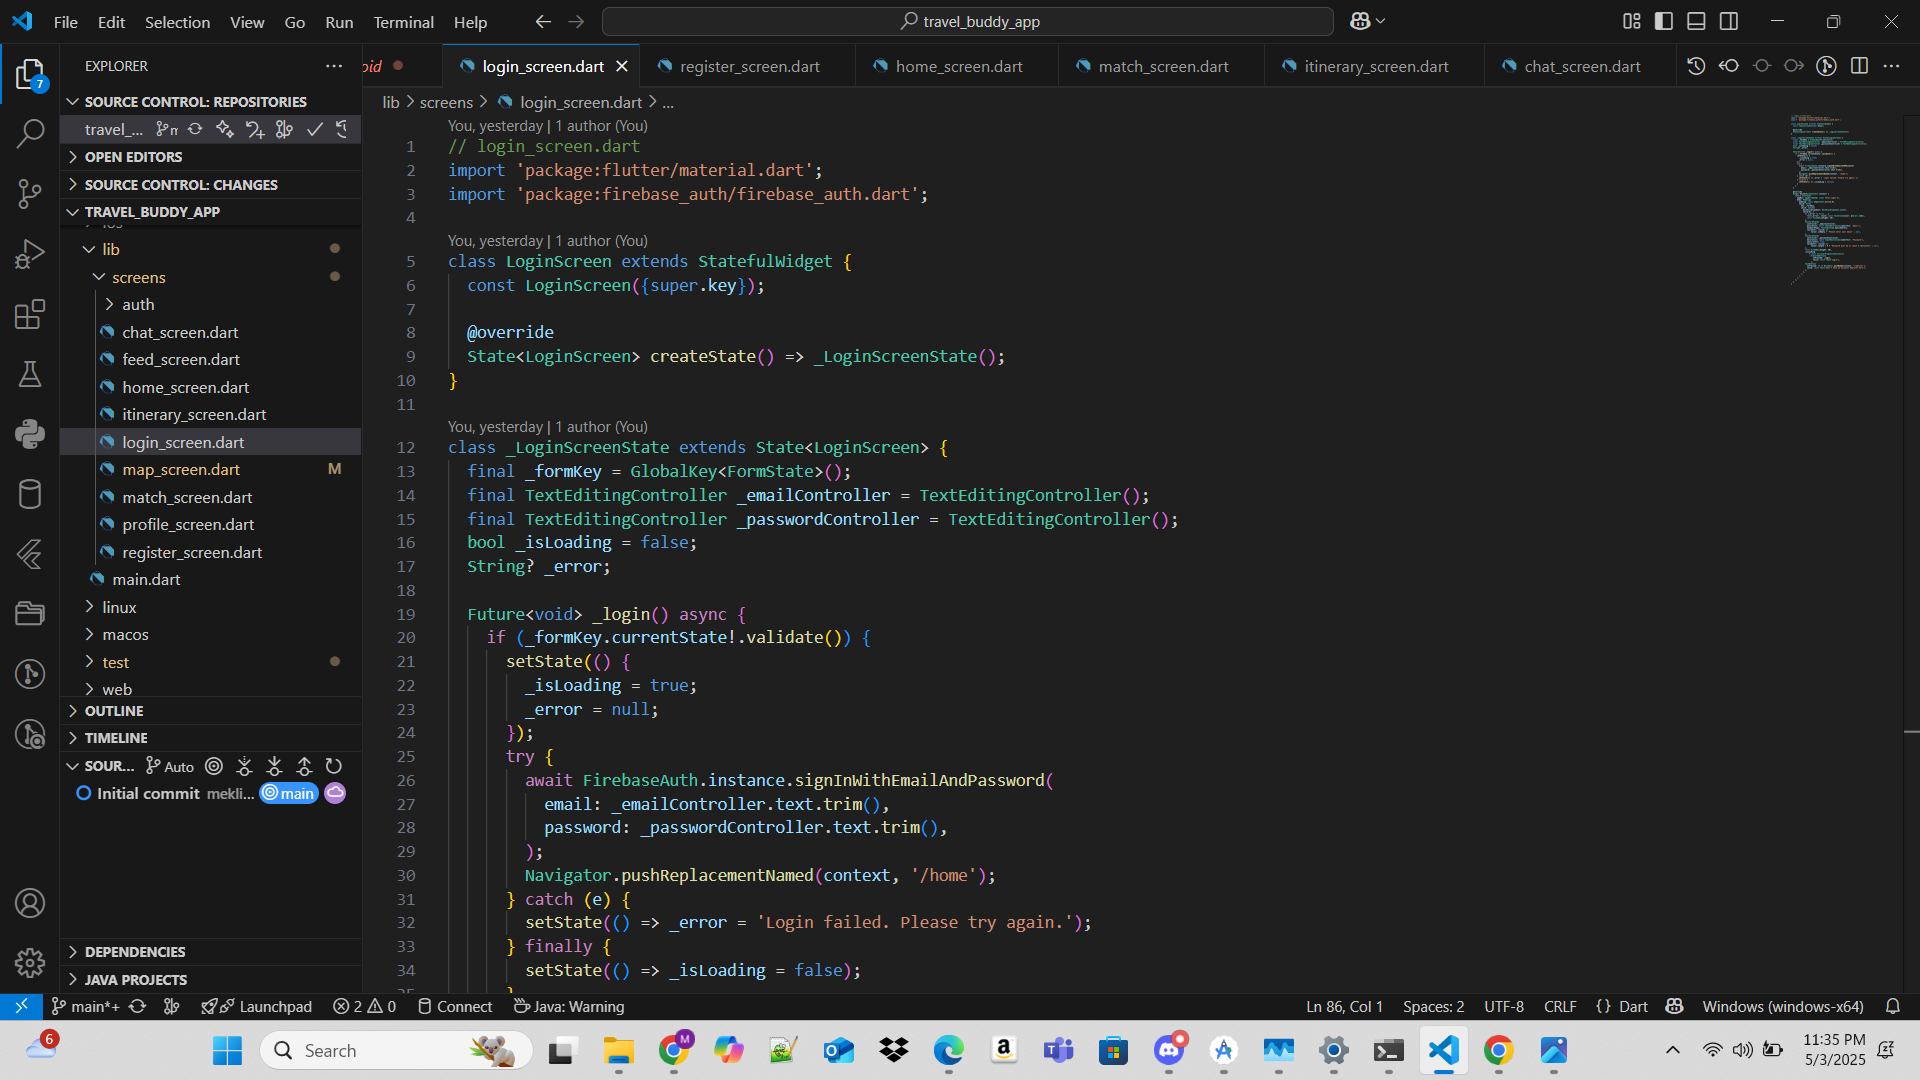 File Edit Selection View Go Run Terminal Help
travel_buddy_app
EXPLORER
SOURCE CONTROL: REPOSITORIES
travel_...
OPEN EDITORS
SOURCE CONTROL: CHANGES
TRAVEL_BUDDY_APP
lib
screens
auth
chat_screen.dart
feed_screen.dart
home_screen.dart
itinerary_screen.dart
login_screen.dart
map_screen.dart M
match_screen.dart
profile_screen.dart
register_screen.dart
main.dart
linux
macos
test
web
OUTLINE
TIMELINE
SOUR... Auto
Initial commit mekli... main
DEPENDENCIES
JAVA PROJECTS
7
oid login_screen.dart register_screen.dart home_screen.dart match_screen.dart itinerary_screen.dart chat_screen.dart
lib > screens > login_screen.dart > ...
You, yesterday | 1 author (You)
1 // login_screen.dart
2 import 'package:flutter/material.dart';
3 import 'package:firebase_auth/firebase_auth.dart';
4
You, yesterday | 1 author (You)
5 class LoginScreen extends StatefulWidget {
6 const LoginScreen({super.key});
7
8 @override
9 State<LoginScreen> createState() => _LoginScreenState();
10 }
11
You, yesterday | 1 author (You)
12 class _LoginScreenState extends State<LoginScreen> {
13 final _formKey = GlobalKey<FormState>();
14 final TextEditingController _emailController = TextEditingController();
15 final TextEditingController _passwordController = TextEditingController();
16 bool _isLoading = false;
17 String? _error;
18
19 Future<void> _login() async {
20 if (_formKey.currentState!.validate()) {
21 setState(() {
22 _isLoading = true;
23 _error = null;
24 });
25 try {
26 await FirebaseAuth.instance.signInWithEmailAndPassword(
27 email: _emailController.text.trim(),
28 password: _passwordController.text.trim(),
29 );
30 Navigator.pushReplacementNamed(context, '/home');
31 } catch (e) {
32 setState(() => _error = 'Login failed. Please try again.');
33 } finally {
34 setState(() => _isLoading = false);
main*+ Launchpad 2 0 Connect Java: Warning Ln 86, Col 1 Spaces: 2 UTF-8 CRLF {} Dart Windows (windows-x64)
6 Search 11:35 PM
5/3/2025